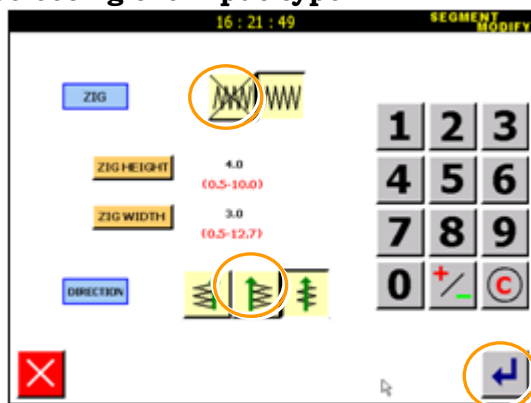 16 : 21 : 49
SEGMENT MODIFY
ZIG
ZIG HEIGHT
4.0
(0.5-10.0)
ZIG WIDTH
3.0
(0.5-12.7)
DIRECTION
1 2 3
4 5 6
7 8 9
0 +/- C